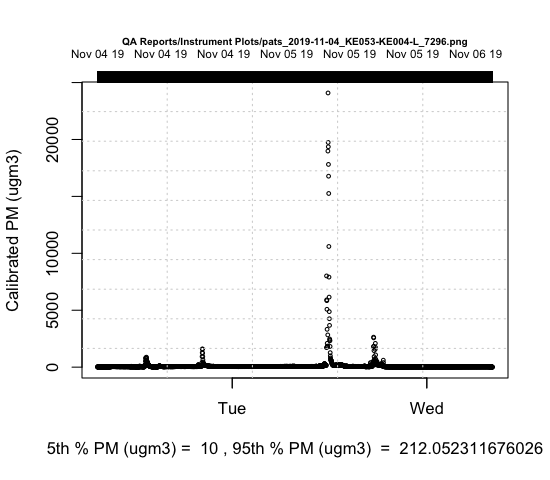 QA Reports/Instrument Plots/pats_2019-11-04_KE053-KE004-L_7296.png
Nov 04 19 Nov 04 19 Nov 04 19 Nov 05 19 Nov 05 19 Nov 05 19 Nov 06 19
Calibrated PM (ugm3)
20000
10000
5000
0
Tue Wed
5th % PM (ugm3) = 10 , 95th % PM (ugm3) = 212.052311676026